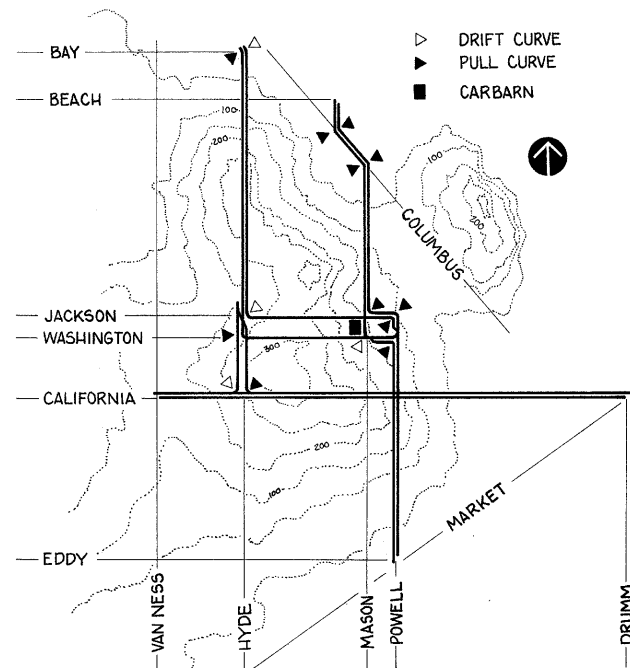 BAY
BEACH
JACKSON
WASHINGTON
CALIFORNIA
EDDY
DRIFT CURVE
PULL CURVE
CARBARN
COLUMBUS
MARKET
VAN NESS
HYDE
MASON
POWELL
DRUMM
100
200
100
200
300
200
100